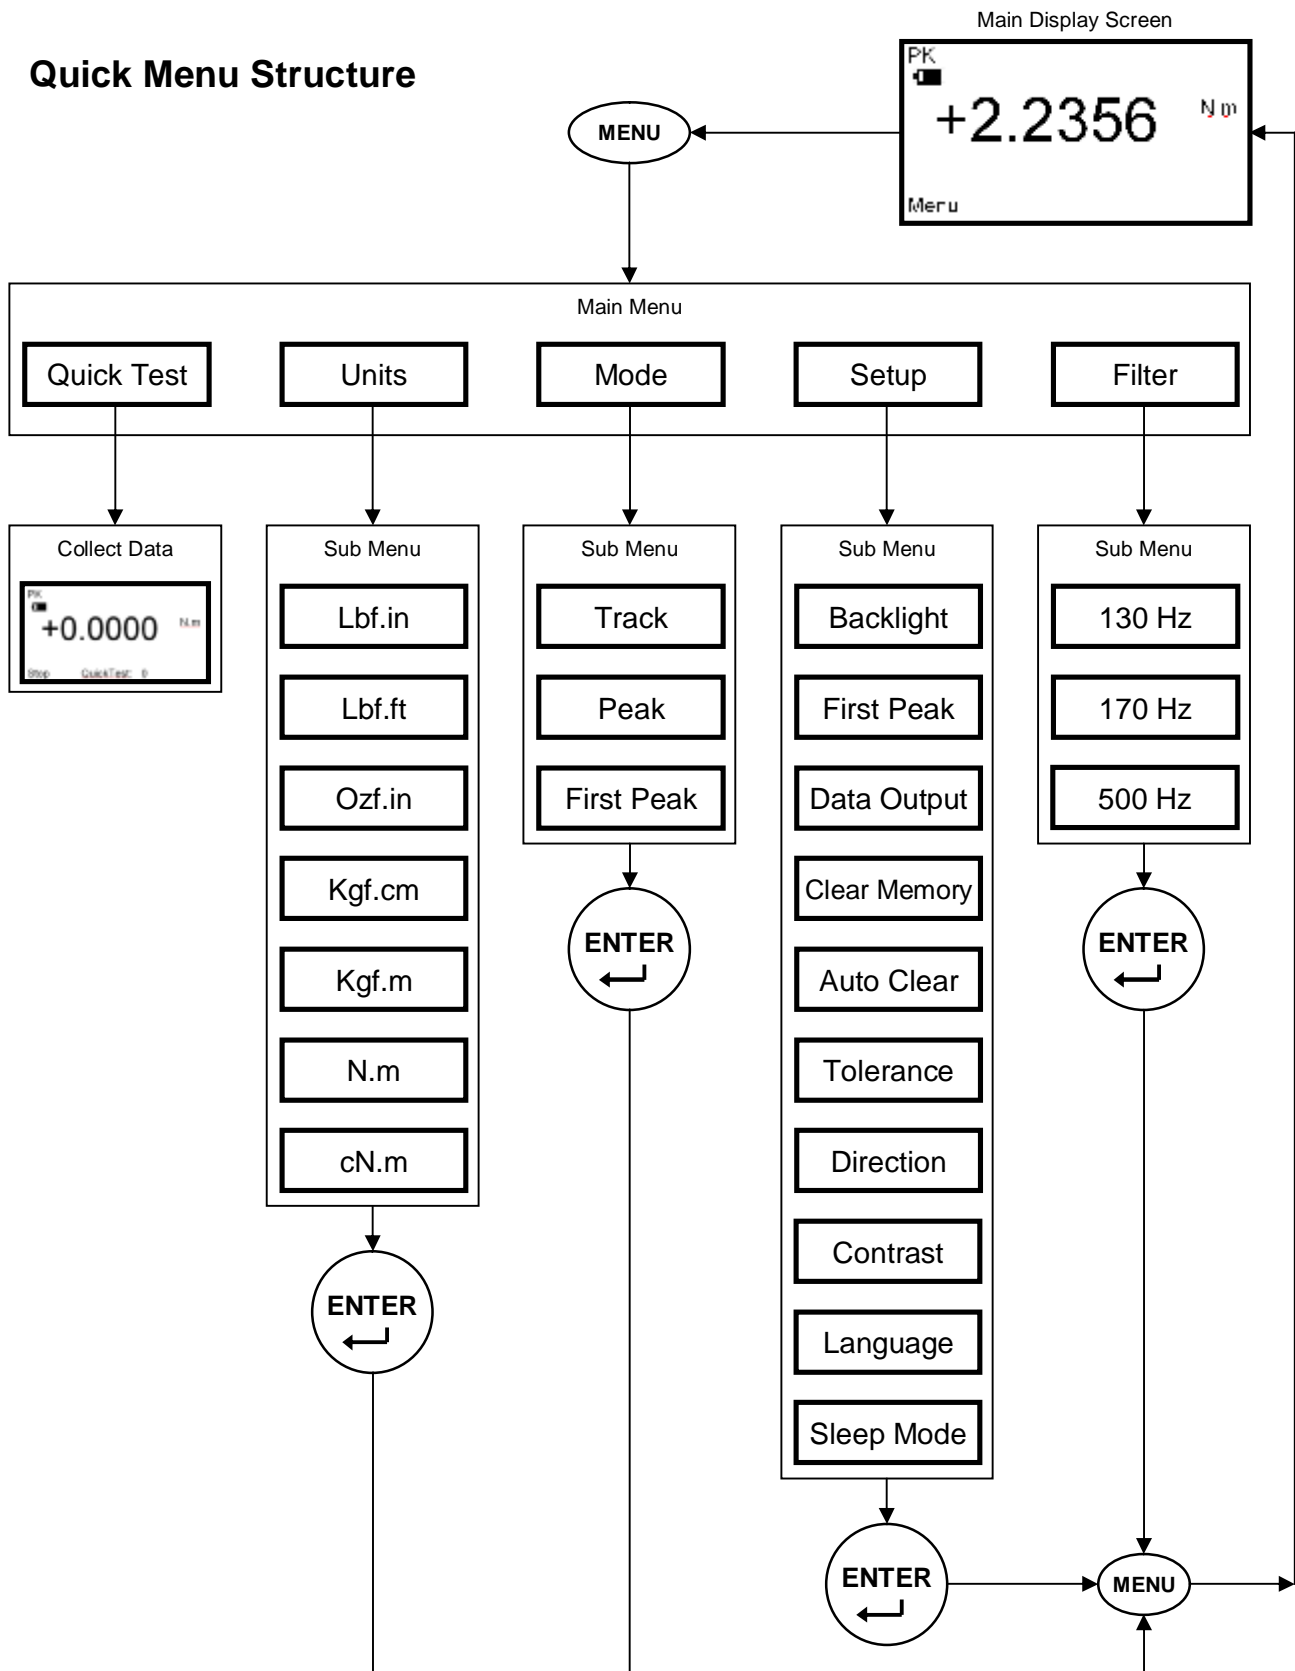 Main Display Screen
Quick Menu Structure
PK
+2.2356 N.m
Menu
MENU
Main Menu
Quick Test
Units
Mode
Setup
Filter
Collect Data
PK
+0.0000 N.m
Stop QuickTest: 0
Sub Menu
Lbf.in
Lbf.ft
Ozf.in
Kgf.cm
Kgf.m
N.m
cN.m
ENTER
Sub Menu
Track
Peak
First Peak
ENTER
Sub Menu
Backlight
First Peak
Data Output
Clear Memory
Auto Clear
Tolerance
Direction
Contrast
Language
Sleep Mode
ENTER
Sub Menu
130 Hz
170 Hz
500 Hz
ENTER
MENU